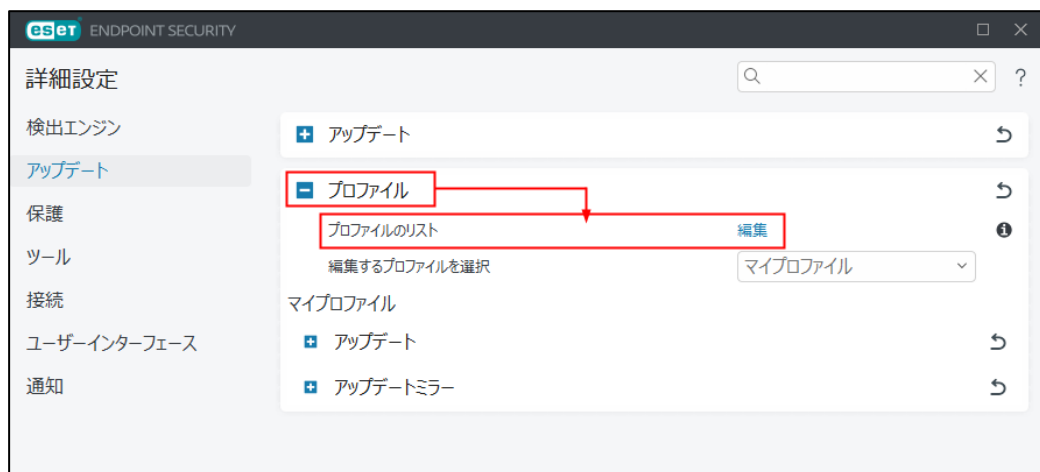 eset ENDPOINT SECURITY
詳細設定
?
検出エンジン
アップデート
保護
ツール
接続
ユーザーインターフェース
通知
アップデート
プロファイル
プロファイルのリスト 編集
編集するプロファイルを選択 マイプロファイル
マイプロファイル
アップデート
アップデートミラー